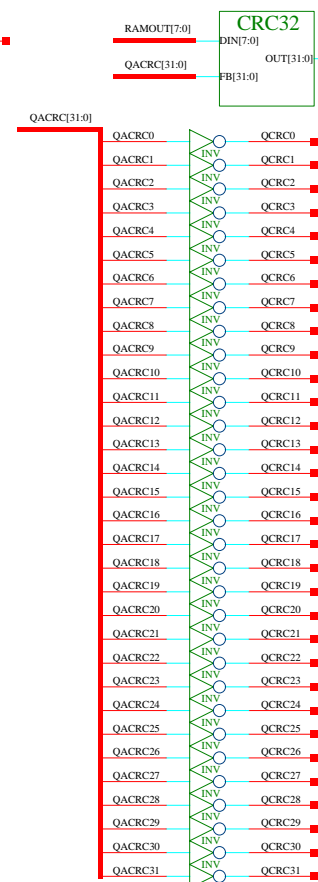 RAMOUT[7:0]
CRC32
DIN[7:0]
OUT[31:0]
QACRC[31:0]
FB[31:0]
QACRC[31:0]
QACRC0 INV QCRC0
QACRC1 INV QCRC1
QACRC2 INV QCRC2
QACRC3 INV QCRC3
QACRC4 INV QCRC4
QACRC5 INV QCRC5
QACRC6 INV QCRC6
QACRC7 INV QCRC7
QACRC8 INV QCRC8
QACRC9 INV QCRC9
QACRC10 INV QCRC10
QACRC11 INV QCRC11
QACRC12 INV QCRC12
QACRC13 INV QCRC13
QACRC14 INV QCRC14
QACRC15 INV QCRC15
QACRC16 INV QCRC16
QACRC17 INV QCRC17
QACRC18 INV QCRC18
QACRC19 INV QCRC19
QACRC20 INV QCRC20
QACRC21 INV QCRC21
QACRC22 INV QCRC22
QACRC23 INV QCRC23
QACRC24 INV QCRC24
QACRC25 INV QCRC25
QACRC26 INV QCRC26
QACRC27 INV QCRC27
QACRC28 INV QCRC28
QACRC29 INV QCRC29
QACRC30 INV QCRC30
QACRC31 QCRC31